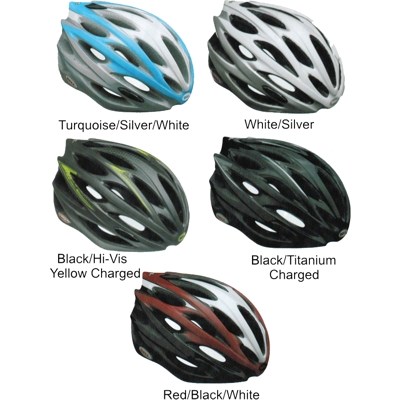 Turquoise/Silver/White
White/Silver
Black/Hi-Vis
Yellow Charged
Black/Titanium
Charged
Red/Black/White